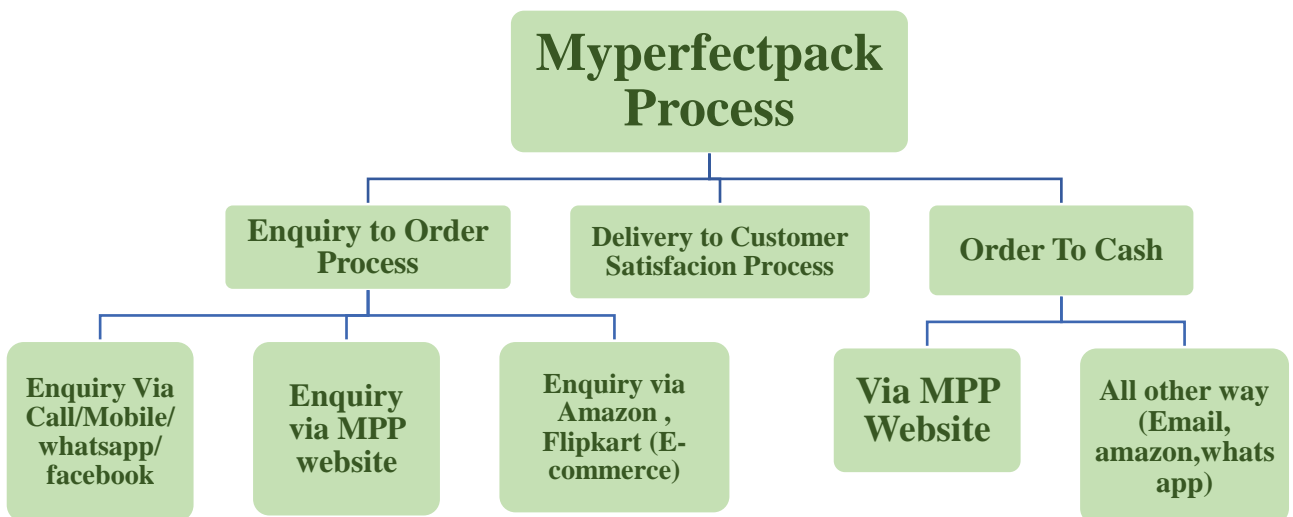 Myperfectpack
Process
Enquiry to Order
Process
Delivery to Customer
Satisfacion Process
Order To Cash
Enquiry Via
Call/Mobile/
whatsapp/
facebook
Enquiry
via MPP
website
Enquiry via
Amazon ,
Flipkart (E-
commerce)
Via MPP
Website
All other way
(Email,
amazon,whats
app)